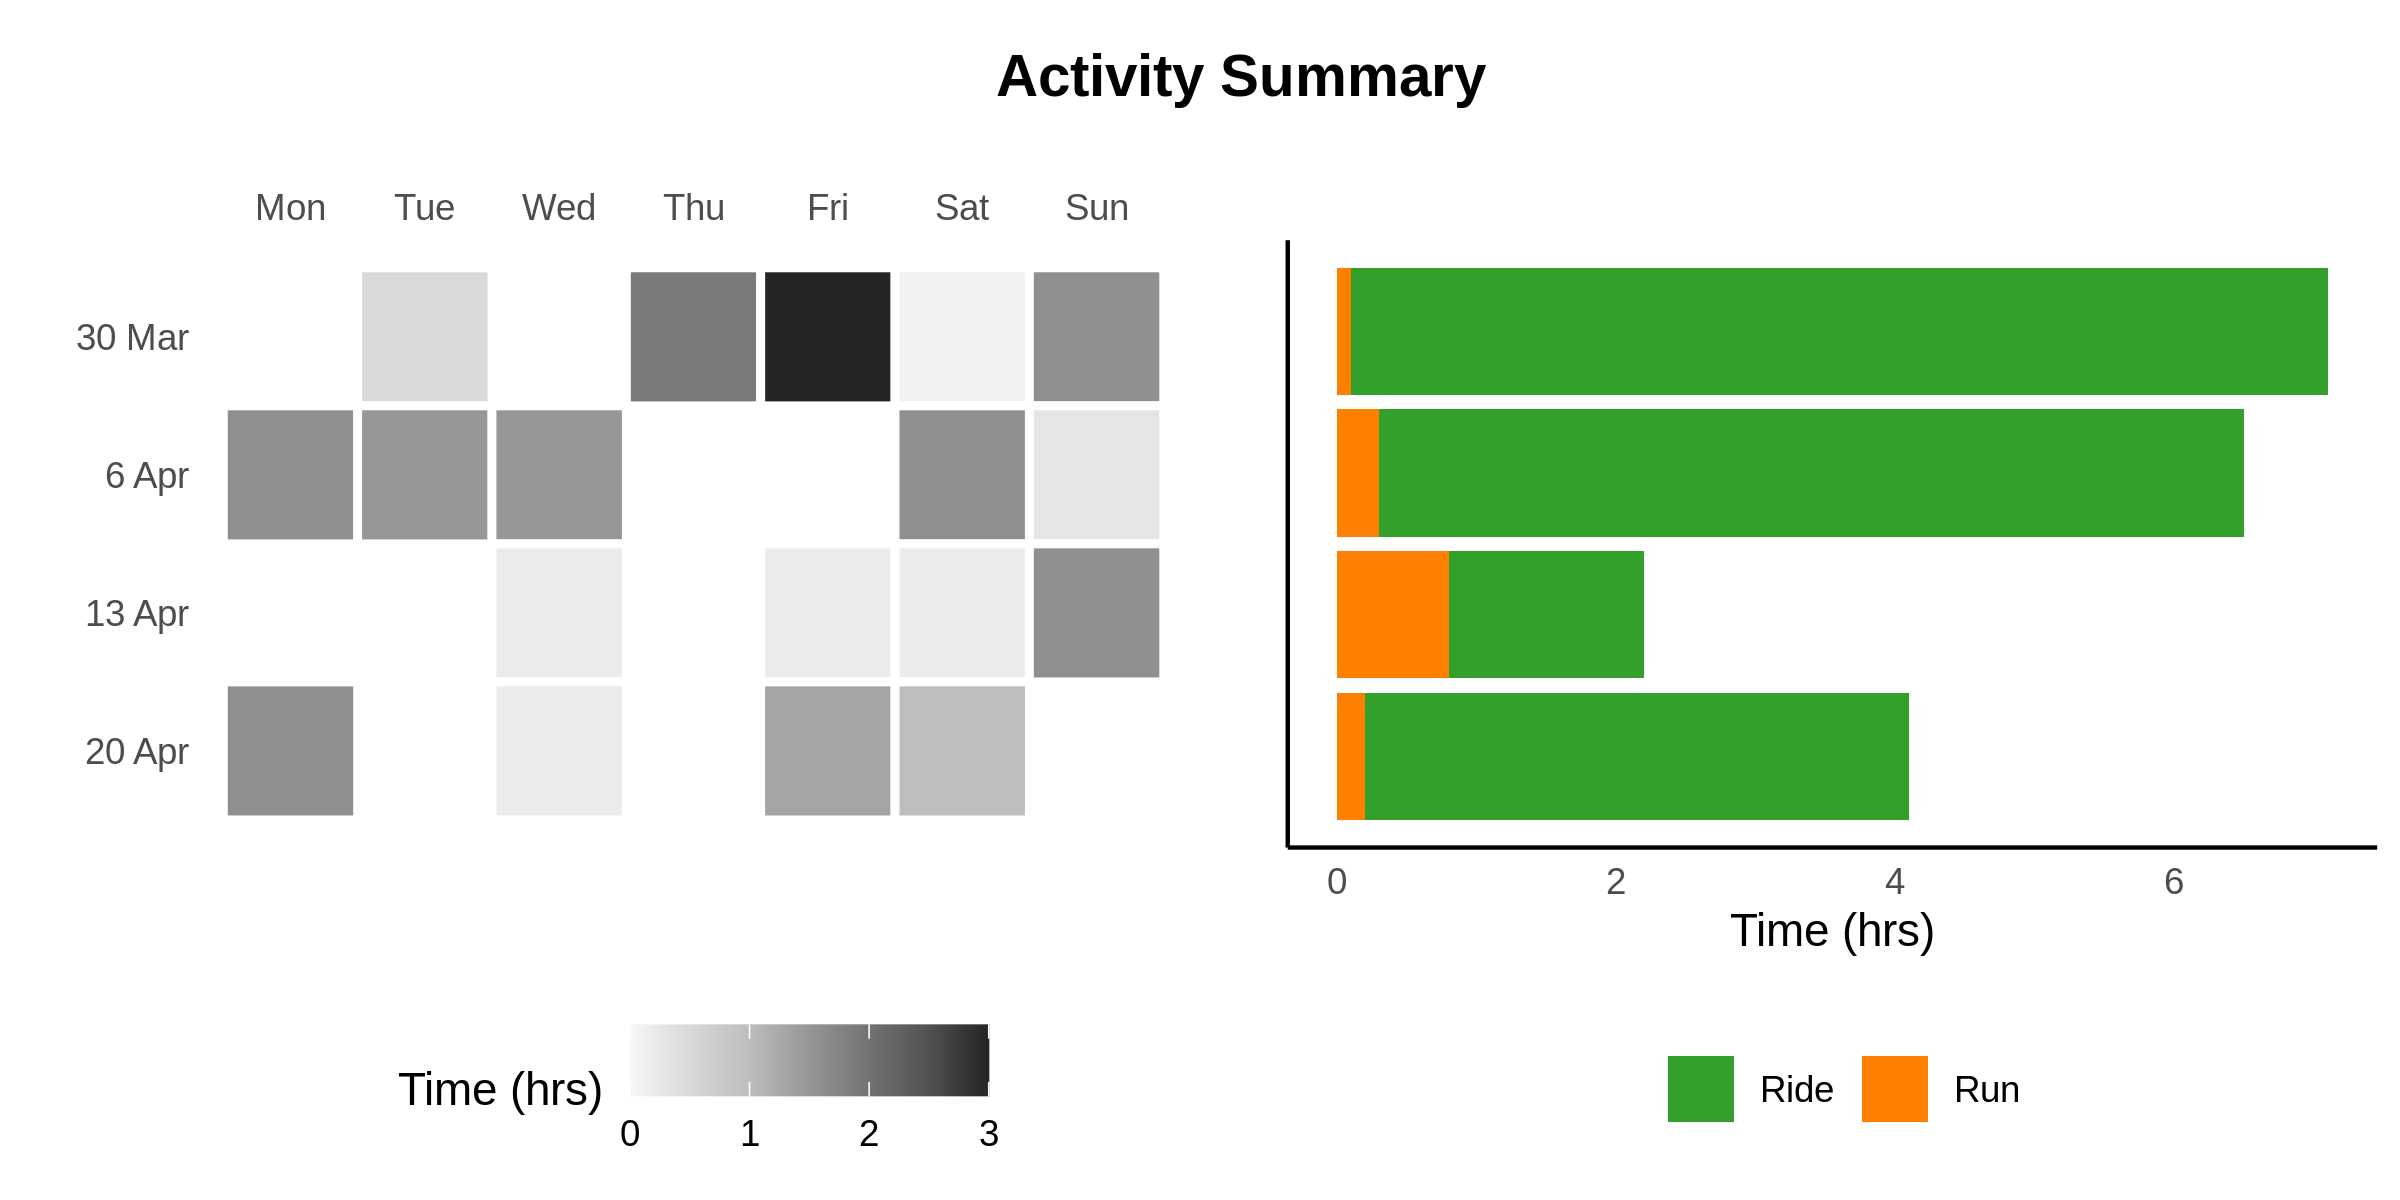 Activity Summary
Mon Tue Wed Thu Fri Sat Sun
30 Mar
6 Apr
13 Apr
20 Apr
0 2 4 6
Time (hrs)
Time (hrs)
0 1 2 3
Ride Run